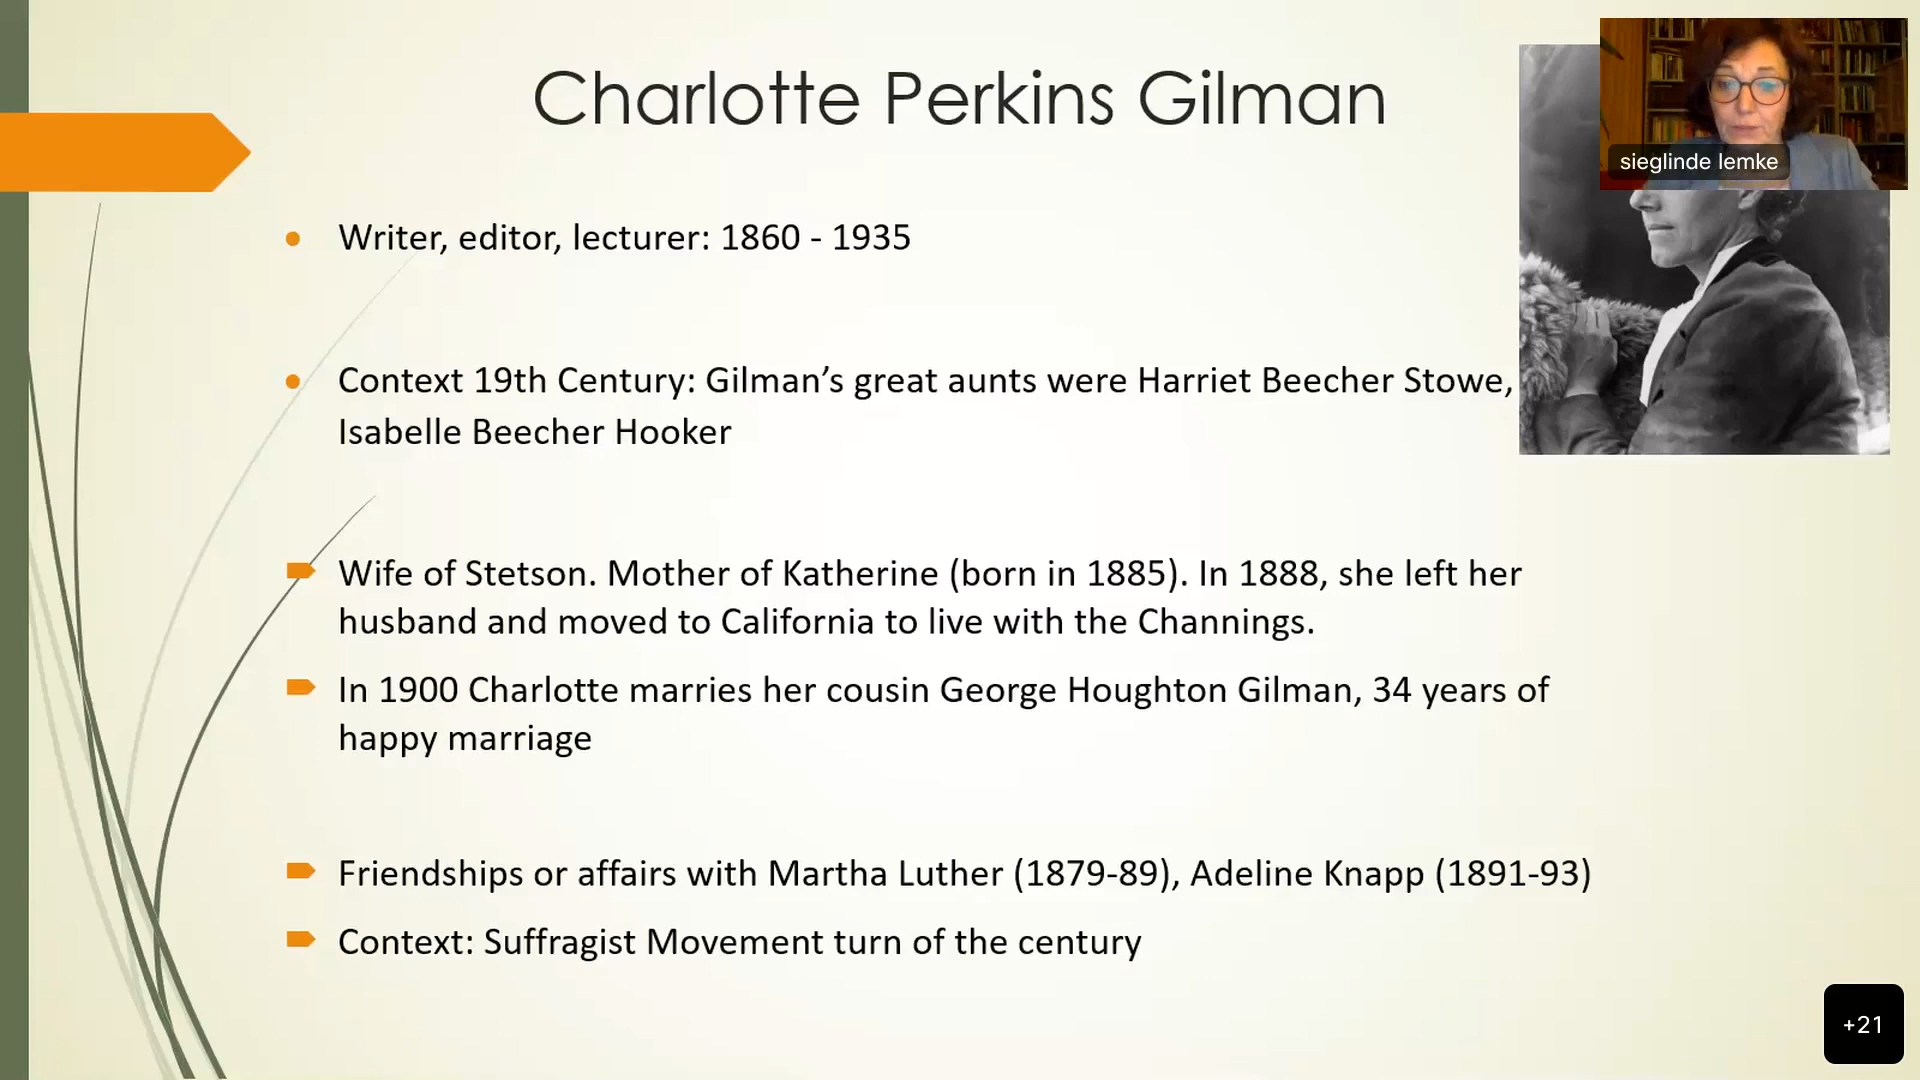 Charlotte Perkins Gilman
sieglinde lemke
Writer, editor, lecturer: 1860 - 1935
Context 19th Century: Gilman’s great aunts were Harriet Beecher Stowe,
Isabelle Beecher Hooker
Wife of Stetson. Mother of Katherine (born in 1885). In 1888, she left her
husband and moved to California to live with the Channings.
In 1900 Charlotte marries her cousin George Houghton Gilman, 34 years of
happy marriage
Friendships or affairs with Martha Luther (1879-89), Adeline Knapp (1891-93)
Context: Suffragist Movement turn of the century
+21